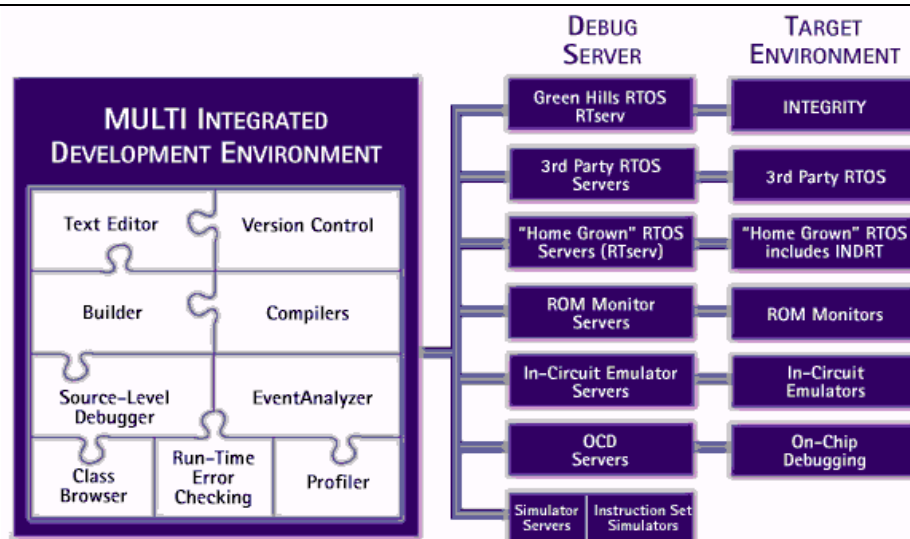 DEBUG
SERVER
TARGET
ENVIRONMENT
MULTI INTEGRATED
DEVELOPMENT ENVIRONMENT
Text Editor
Version Control
Builder
Compilers
Source-Level
Debugger
EventAnalyzer
Class
Browser
Run-Time
Error
Checking
Profiler
Green Hills RTOS
RTserv
INTEGRITY
3rd Party RTOS
Servers
3rd Party RTOS
"Home Grown" RTOS
Servers (RTserv)
"Home Grown" RTOS
includes INDRT
ROM Monitor
Servers
ROM Monitors
In-Circuit Emulator
Servers
In-Circuit
Emulators
OCD
Servers
On-Chip
Debugging
Simulator
Servers
Instruction Set
Simulators